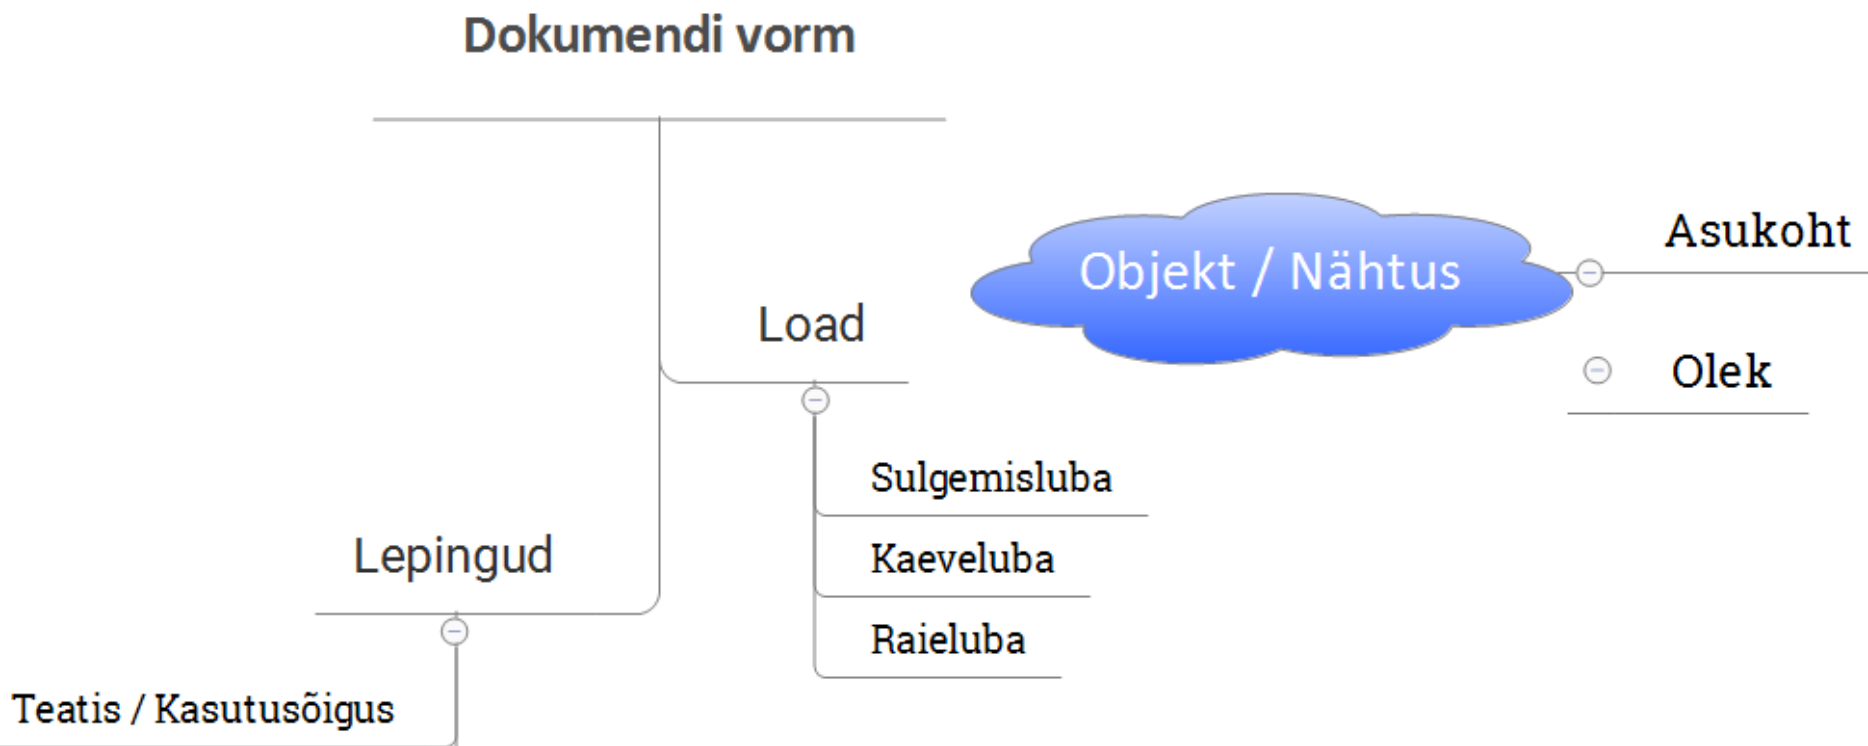 Dokumendi vorm
Objekt / Nähtus
Asukoht
Olek
Load
Sulgemisluba
Kaeveluba
Raieluba
Lepingud
Teatis / Kasutusõigus